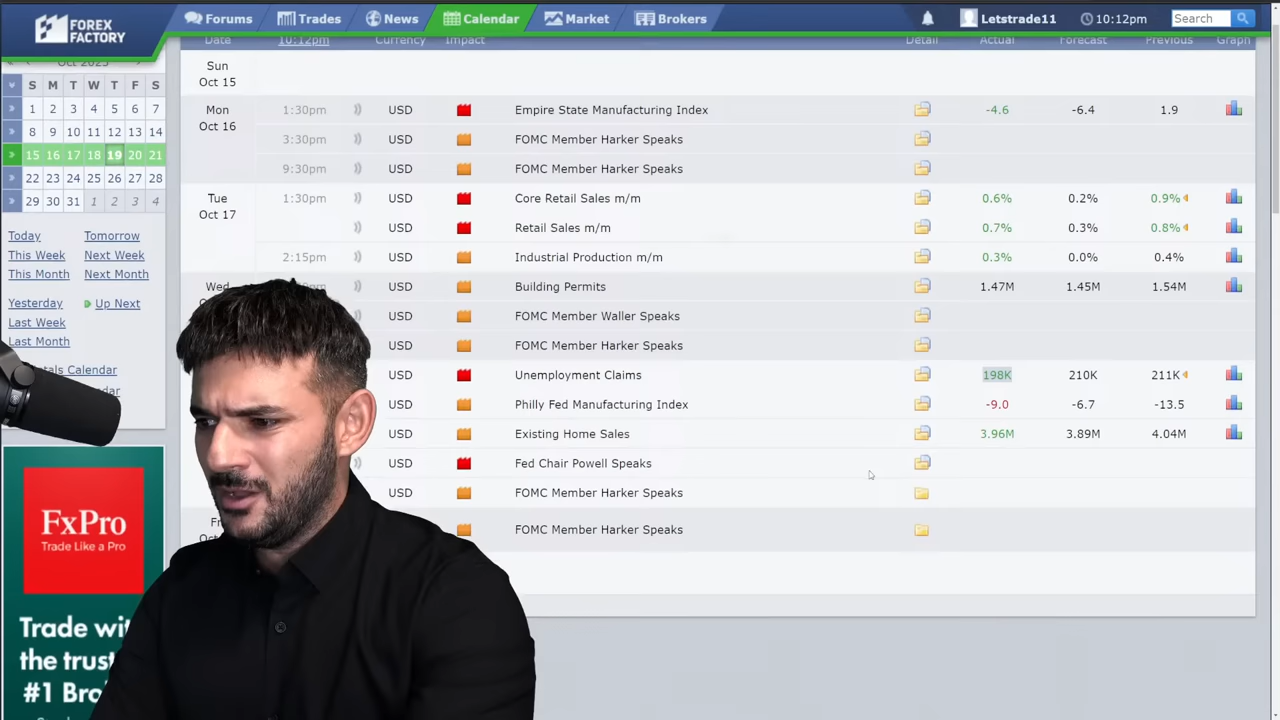 FOREX
FACTORY
Forums
Trades
News
Calendar
Market
Brokers
Letstrade11
10:12pm
Search
Date 10:12pm Currency Impact Detail Actual Forecast Previous Graph
S M T W T F S
1 2 3 4 5 6 7
8 9 10 11 12 13 14
15 16 17 18 19 20 21
22 23 24 25 26 27 28
29 30 31 1 2 3 4
Today Tomorrow
This Week Next Week
This Month Next Month
Yesterday Up Next
Last Week
Last Month
Calendar
FxPro
Trade Like a Pro
Trade
the
#1
Sun
Oct 15
Mon
Oct 16
1:30pm USD Empire State Manufacturing Index -4.6 -6.4 1.9
3:30pm USD FOMC Member Harker Speaks
9:30pm USD FOMC Member Harker Speaks
Tue
Oct 17
1:30pm USD Core Retail Sales m/m 0.6% 0.2% 0.9%
USD Retail Sales m/m 0.7% 0.3% 0.8%
2:15pm USD Industrial Production m/m 0.3% 0.0% 0.4%
Wed
USD Building Permits 1.47M 1.45M 1.54M
USD FOMC Member Waller Speaks
USD FOMC Member Harker Speaks
USD Unemployment Claims 198K 210K 211K
USD Philly Fed Manufacturing Index -9.0 -6.7 -13.5
USD Existing Home Sales 3.96M 3.89M 4.04M
USD Fed Chair Powell Speaks
USD FOMC Member Harker Speaks
FOMC Member Harker Speaks